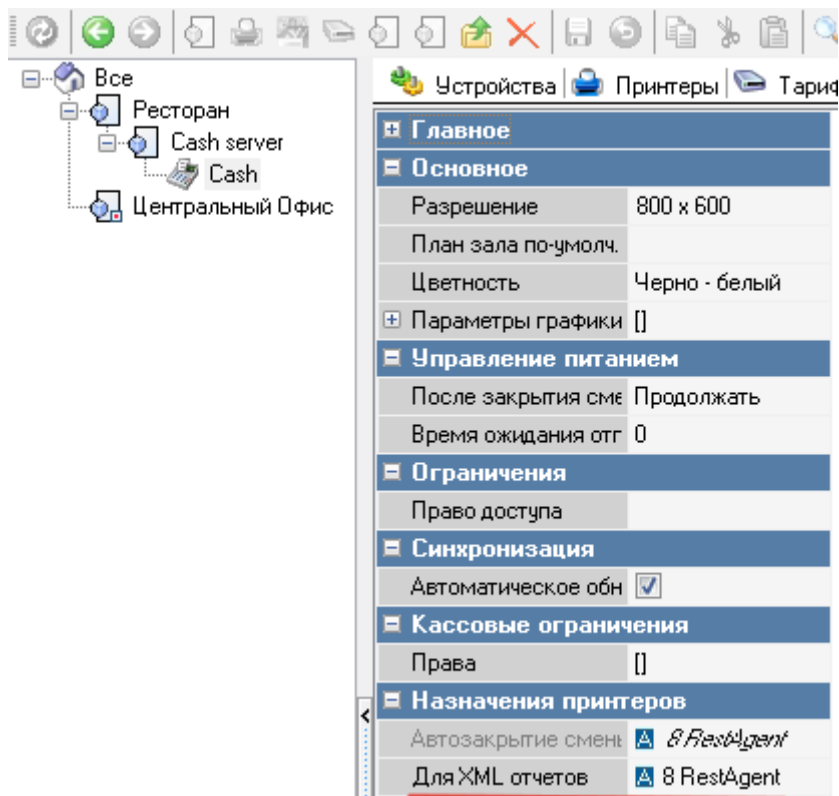 Все
Ресторан
Cash server
Cash
Центральный Офис
Устройства Принтеры Тариф
Главное
Основное
Разрешение 800 x 600
План зала по-умолч.
Цветность Черно - белый
Параметры графики []
Управление питанием
После закрытия сме Продолжать
Время ожидания отг 0
Ограничения
Право доступа
Синхронизация
Автоматическое обн
Кассовые ограничения
Права []
Назначения принтеров
Автозакрытие смень A 8 RestAgent
Для XML отчетов A 8 RestAgent